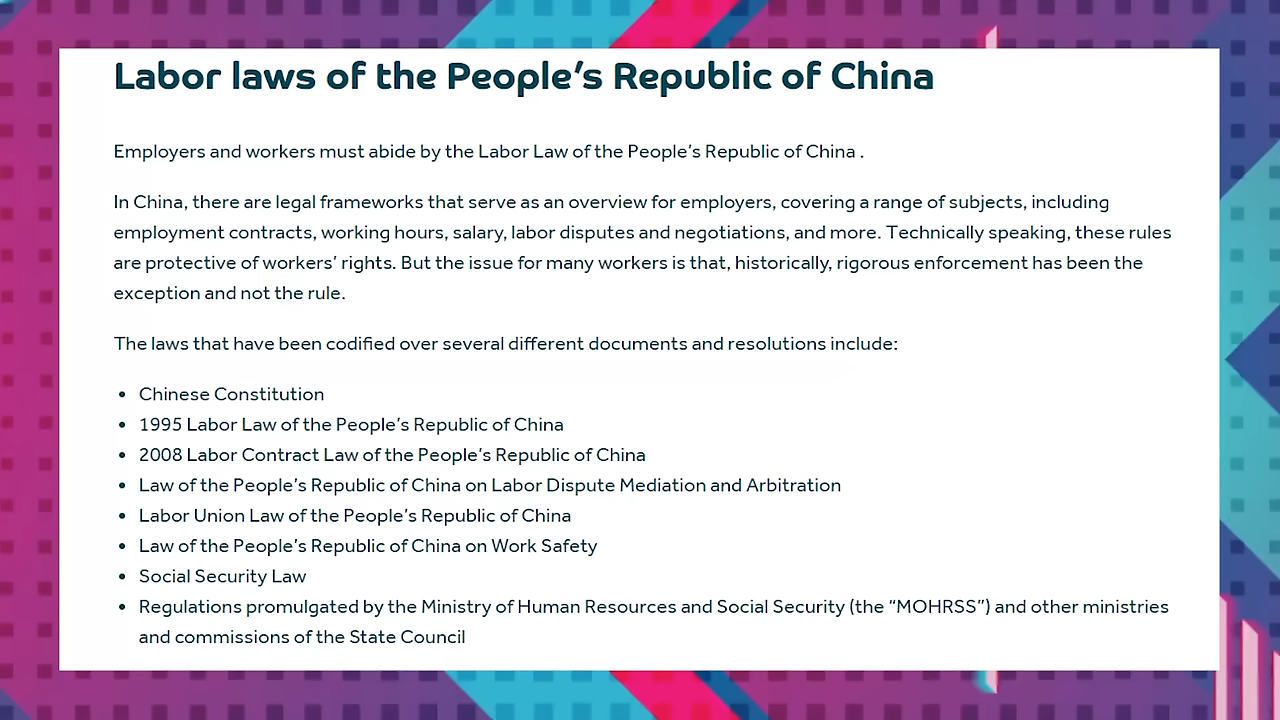 Labor laws of the People's Republic of China
Employers and workers must abide by the Labor Law of the People's Republic of China .
In China, there are legal frameworks that serve as an overview for employers, covering a range of subjects, including
employment contracts, working hours, salary, labor disputes and negotiations, and more. Technically speaking, these rules
are protective of workers' rights. But the issue for many workers is that, historically, rigorous enforcement has been the
exception and not the rule.
The laws that have been codified over several different documents and resolutions include:
• Chinese Constitution
• 1995 Labor Law of the People's Republic of China
• 2008 Labor Contract Law of the People's Republic of China
• Law of the People's Republic of China on Labor Dispute Mediation and Arbitration
• Labor Union Law of the People's Republic of China
• Law of the People's Republic of China on Work Safety
• Social Security Law
• Regulations promulgated by the Ministry of Human Resources and Social Security (the “MOHRSS”) and other ministries
and commissions of the State Council